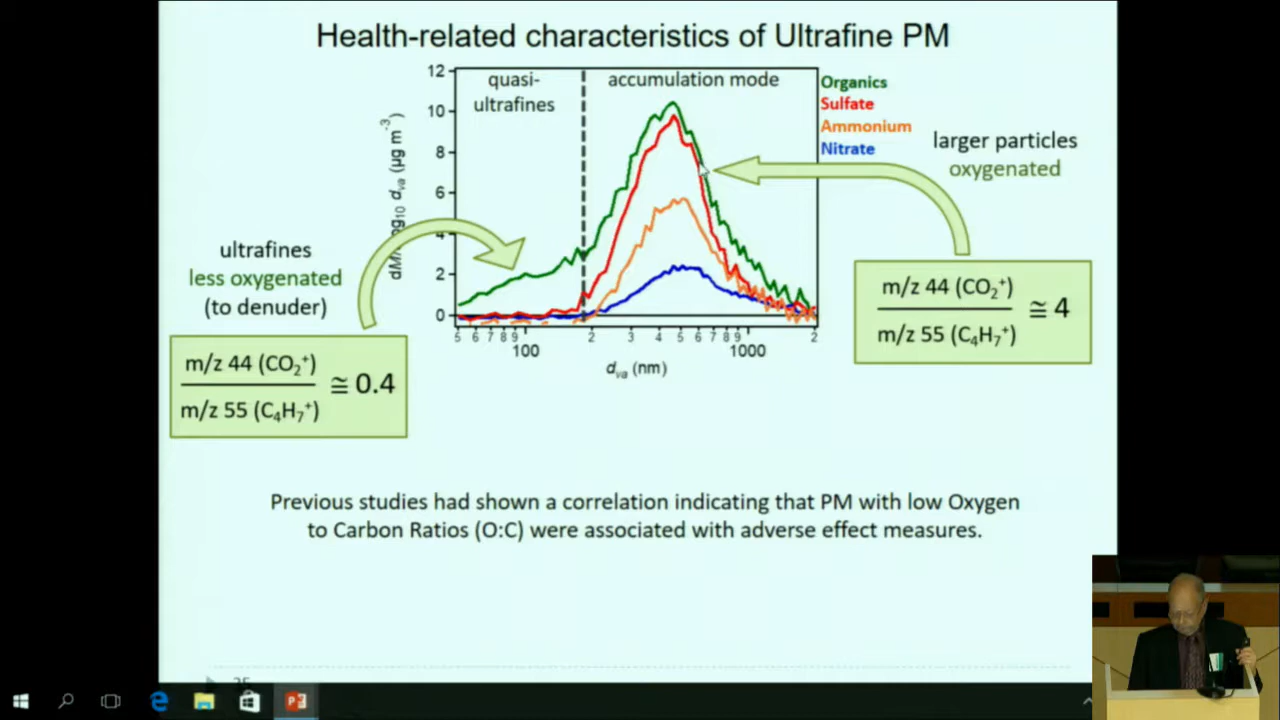 Health-related characteristics of Ultrafine PM
12
10
8
6
4
2
0
quasi-
ultrafines
accumulation mode
Organics
Sulfate
Ammonium
Nitrate
larger particles
oxygenated
m/z 44 (CO₂⁺)
m/z 55 (C₄H₇⁺)
≅ 4
ultrafines
less oxygenated
(to denuder)
m/z 44 (CO₂⁺)
m/z 55 (C₄H₇⁺)
≅ 0.4
5 6 7 8 9 2 3 4 5 6 7 8 9 2
100 1000
dva (nm)
Previous studies had shown a correlation indicating that PM with low Oxygen
to Carbon Ratios (O:C) were associated with adverse effect measures.